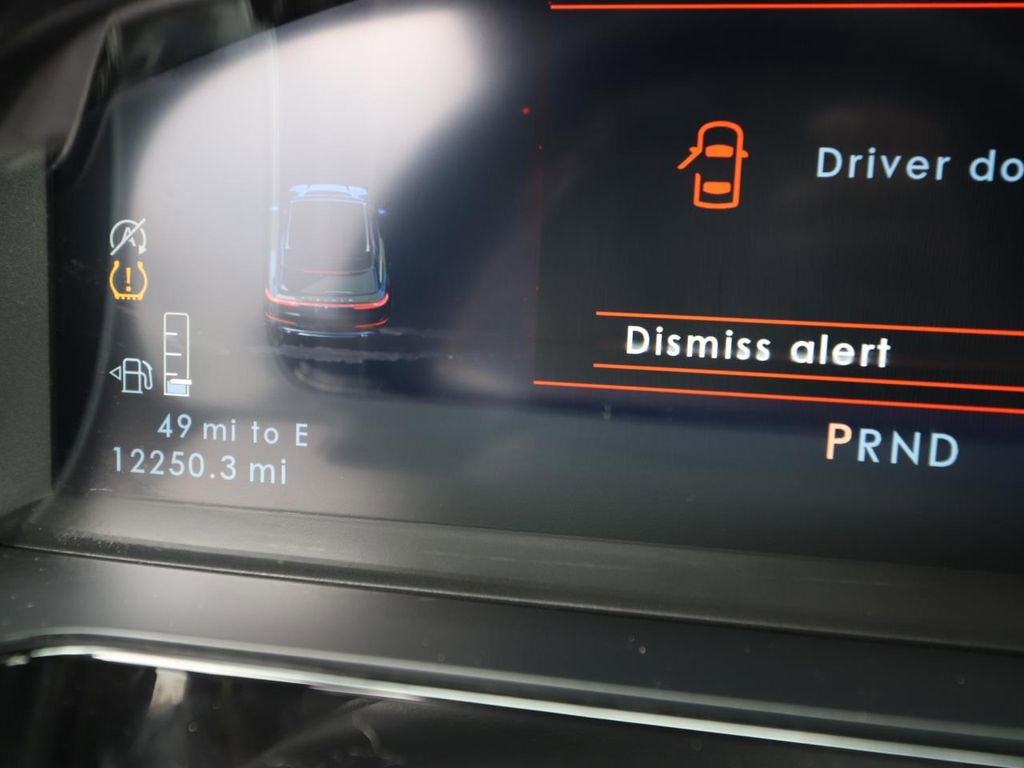 Driver do
Dismiss alert
PRND
49 mi to E
12250.3 mi